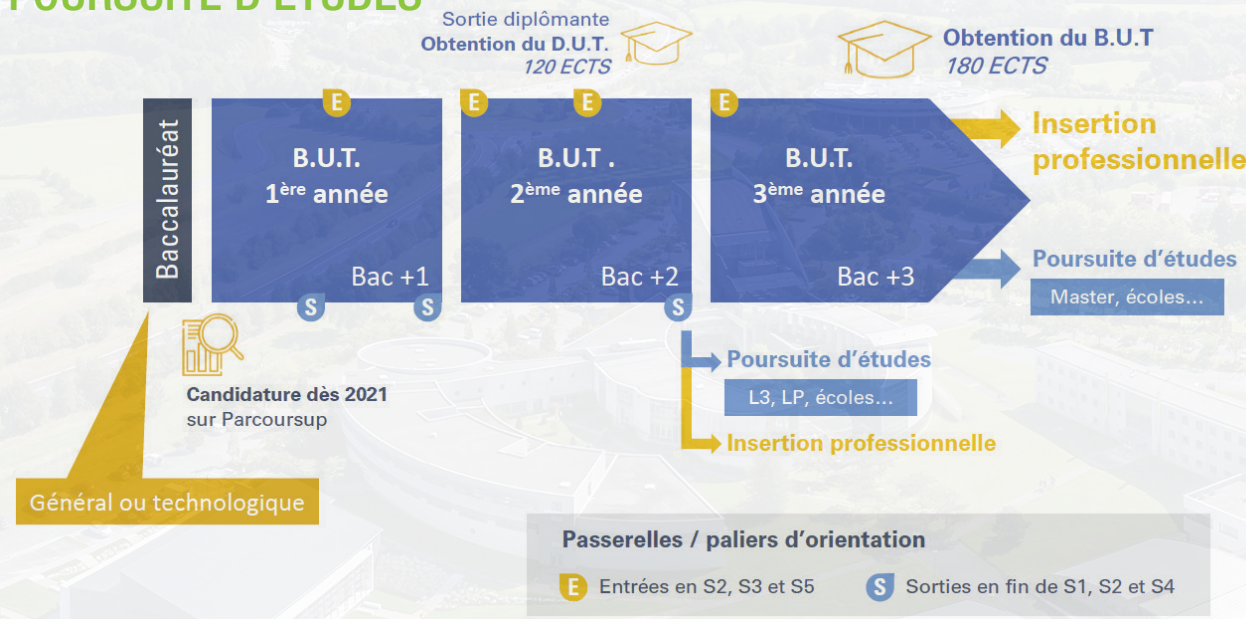 POURSUITE D'ÉTUDES
Sortie diplômante
Obtention du D.U.T.
120 ECTS
Obtention du B.U.T
180 ECTS
Baccalauréat
E
B.U.T.
1ère année
Bac +1
S
S
E
E
B.U.T .
2ème année
Bac +2
S
E
B.U.T.
3ème année
Bac +3
Insertion
professionnelle
Poursuite d'études
Master, écoles...
Candidature dès 2021
sur Parcoursup
Général ou technologique
Poursuite d'études
L3, LP, écoles...
Insertion professionnelle
Passerelles / paliers d'orientation
E Entrées en S2, S3 et S5
S Sorties en fin de S1, S2 et S4